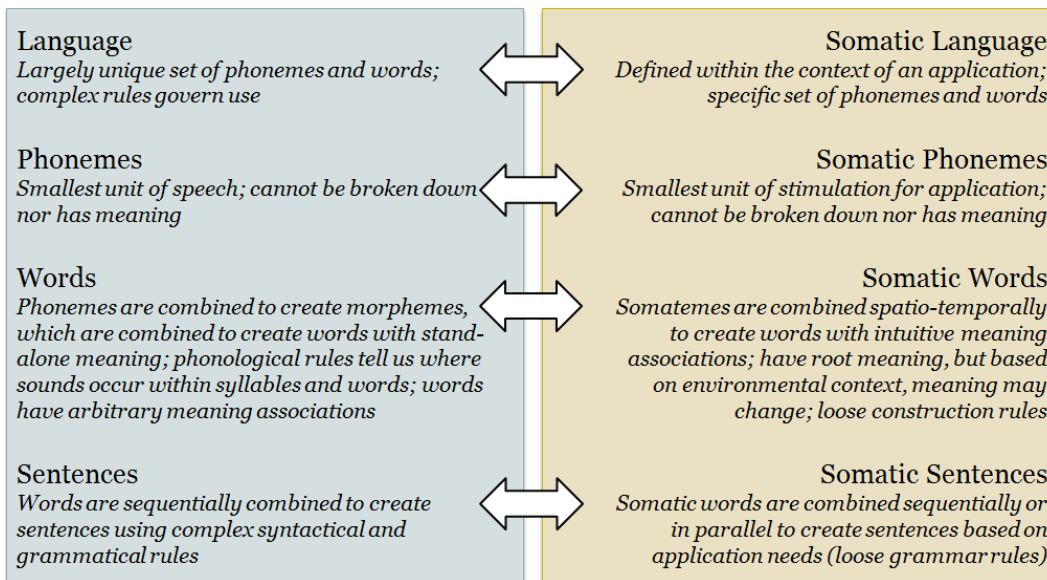 Language
Largely unique set of phonemes and words;
complex rules govern use
Somatic Language
Defined within the context of an application;
specific set of phonemes and words
Phonemes
Smallest unit of speech; cannot be broken down
nor has meaning
Somatic Phonemes
Smallest unit of stimulation for application;
cannot be broken down nor has meaning
Words
Phonemes are combined to create morphemes,
which are combined to create words with stand-
alone meaning; phonological rules tell us where
sounds occur within syllables and words; words
have arbitrary meaning associations
Somatic Words
Somatemes are combined spatio-temporally
to create words with intuitive meaning
associations; have root meaning, but based
on environmental context, meaning may
change; loose construction rules
Sentences
Words are sequentially combined to create
sentences using complex syntactical and
grammatical rules
Somatic Sentences
Somatic words are combined sequentially or
in parallel to create sentences based on
application needs (loose grammar rules)